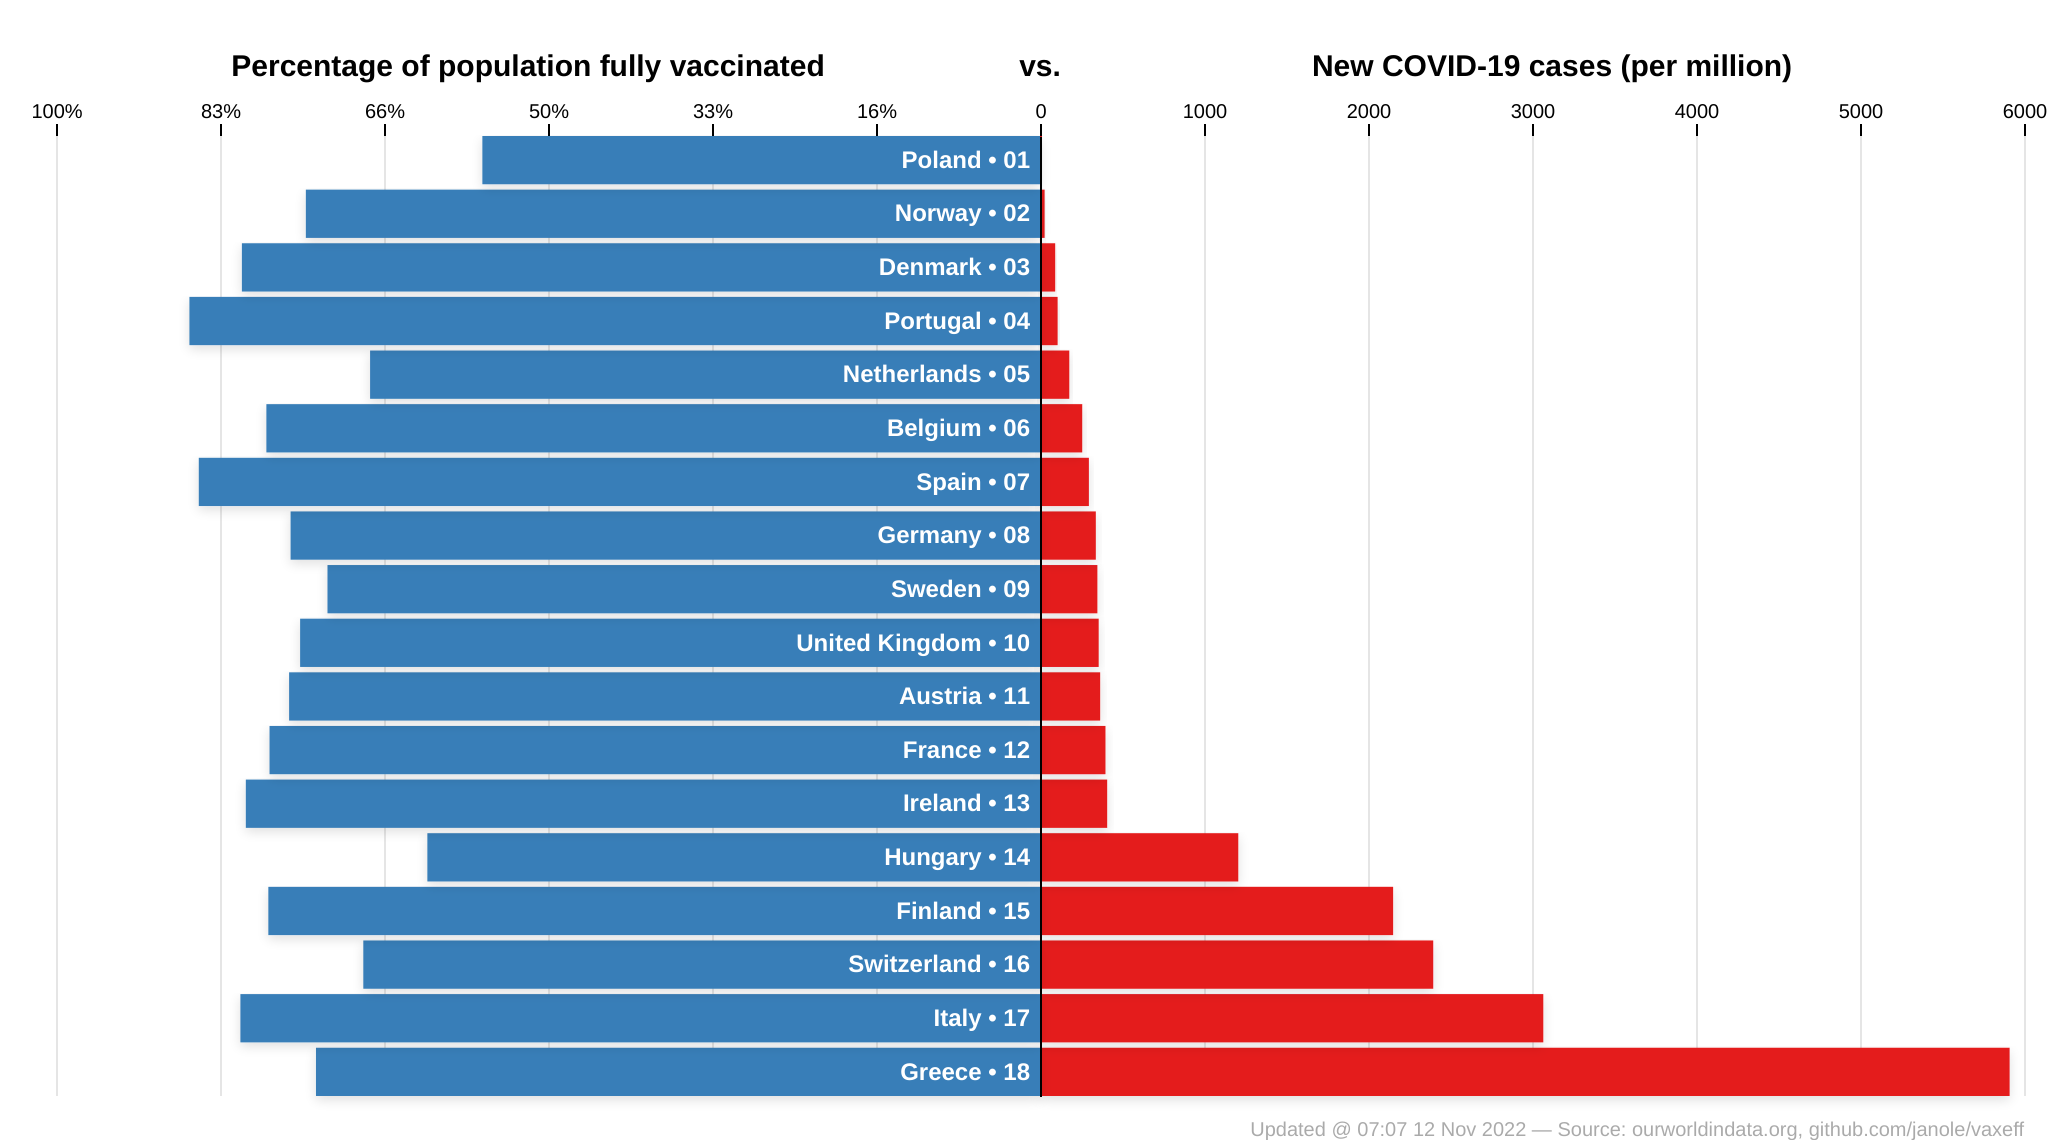 Percentage of population fully vaccinated vs. New COVID-19 cases (per million)
100% 83% 66% 50% 33% 16% 0 1000 2000 3000 4000 5000 6000
Poland • 01
Norway • 02
Denmark • 03
Portugal • 04
Netherlands • 05
Belgium • 06
Spain • 07
Germany • 08
Sweden • 09
United Kingdom • 10
Austria • 11
France • 12
Ireland • 13
Hungary • 14
Finland • 15
Switzerland • 16
Italy • 17
Greece • 18
Updated @ 07:07 12 Nov 2022 — Source: ourworldindata.org, github.com/janole/vaxeff